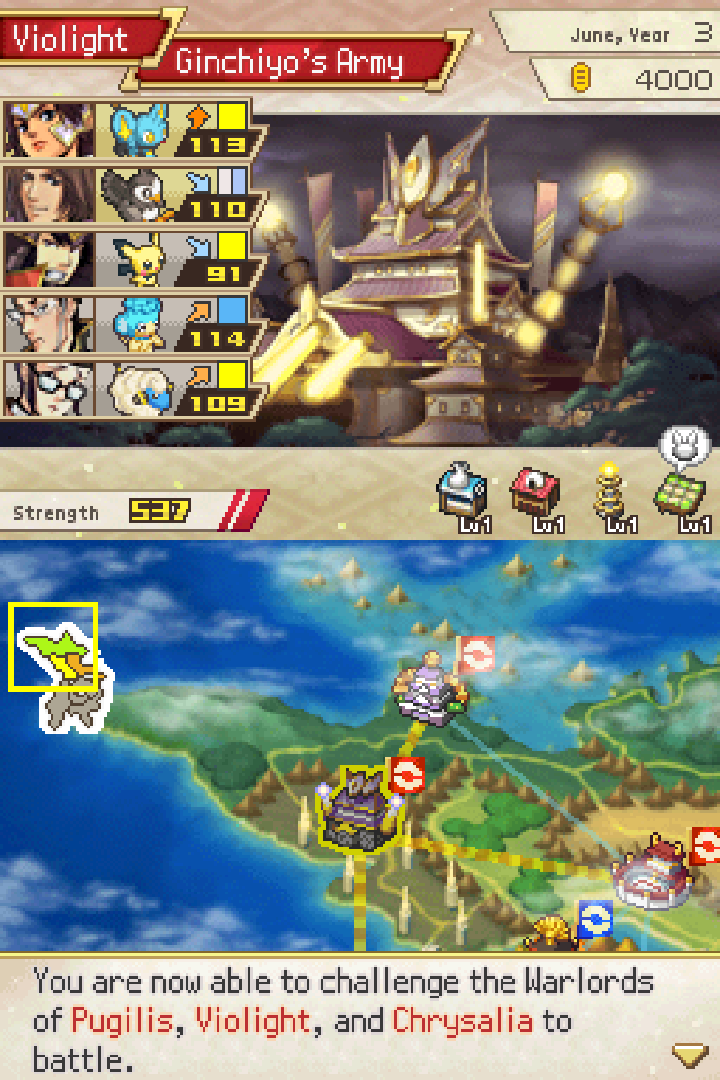 Violight
Ginchiyo's Army
June, Year 3
4000
113
110
91
114
109
Strength 537
Lv1 Lv1 Lv1 Lv1
You are now able to challenge the Warlords
of Pugilis, Violight, and Chrysalia to
battle.